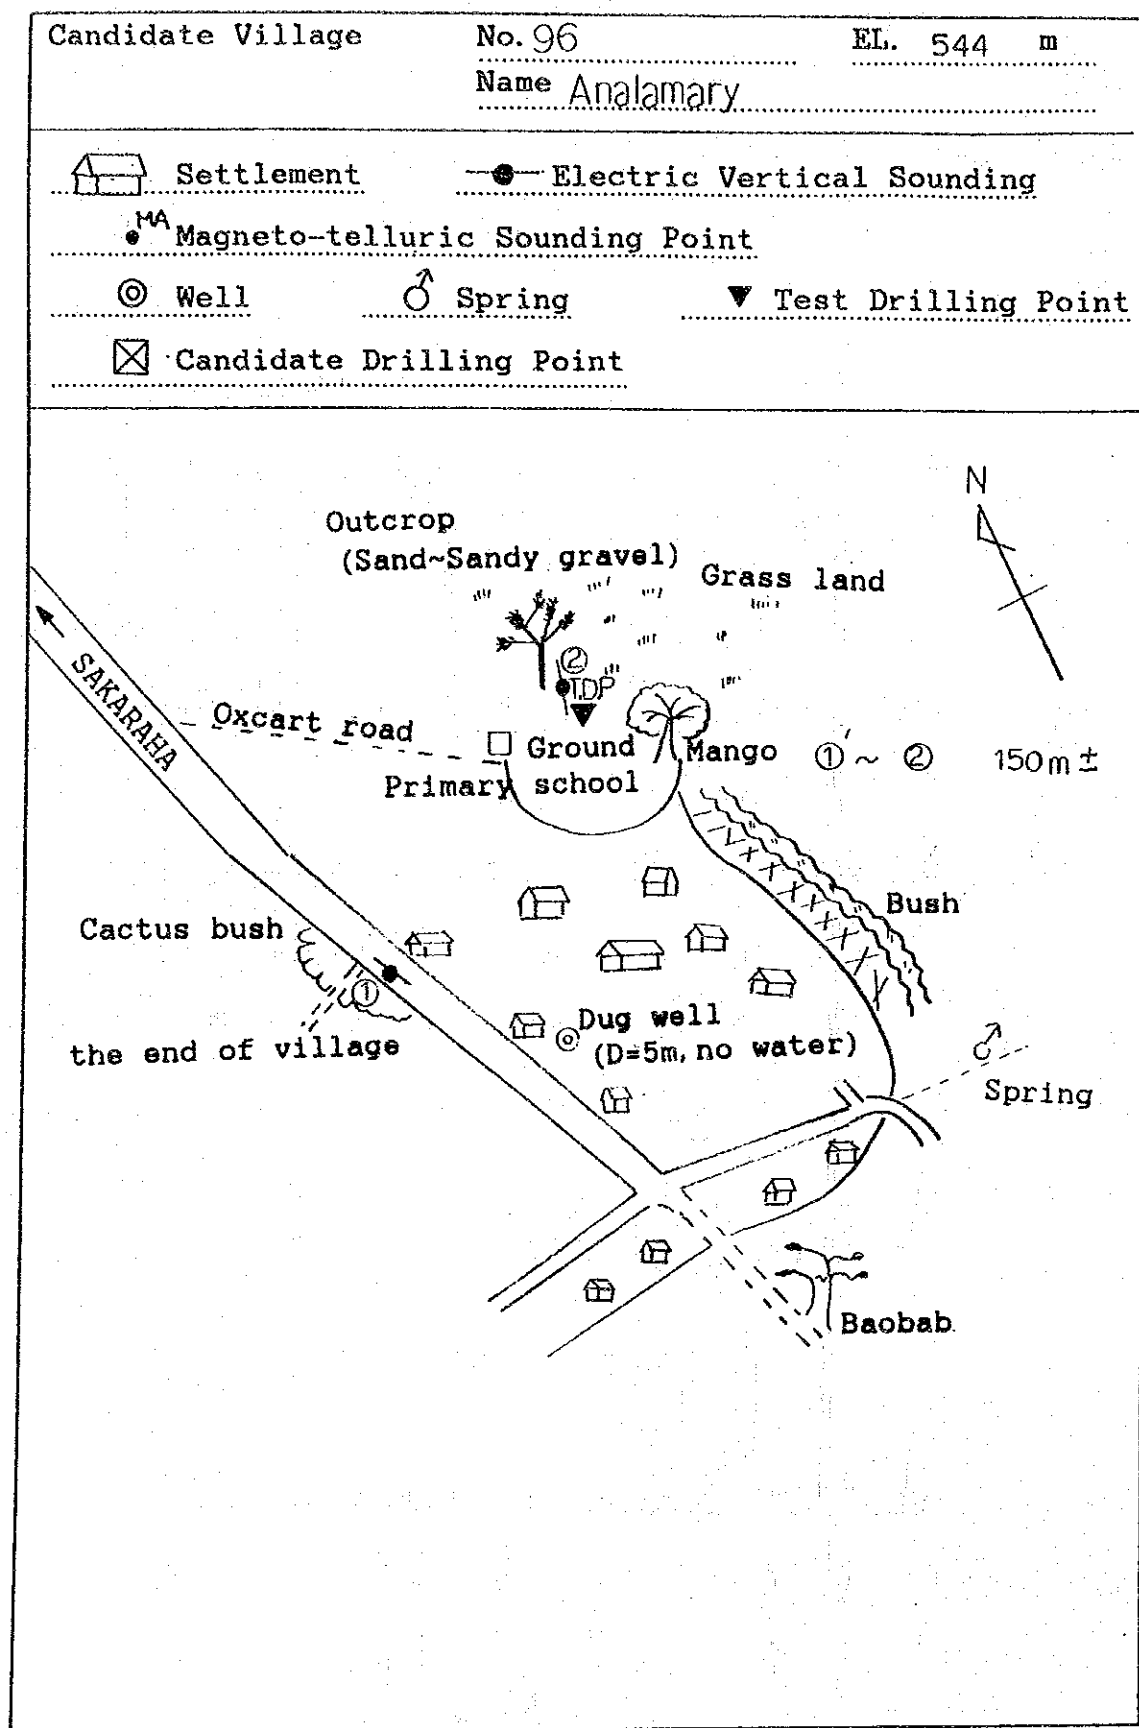 Candidate Village No. 96 EL. 544 m
Name Analamary
Settlement Electric Vertical Sounding
MA Magneto-telluric Sounding Point
Well Spring Test Drilling Point
Candidate Drilling Point
N
Outcrop
(Sand~Sandy gravel)
Grass land
SAKARAHA
②
T.D.P
Oxcart road
Ground
Mango
①' ~ ② 150m ±
Primary school
Bush
Cactus bush
①
the end of village
Dug well
(D=5m, no water)
Spring
Baobab